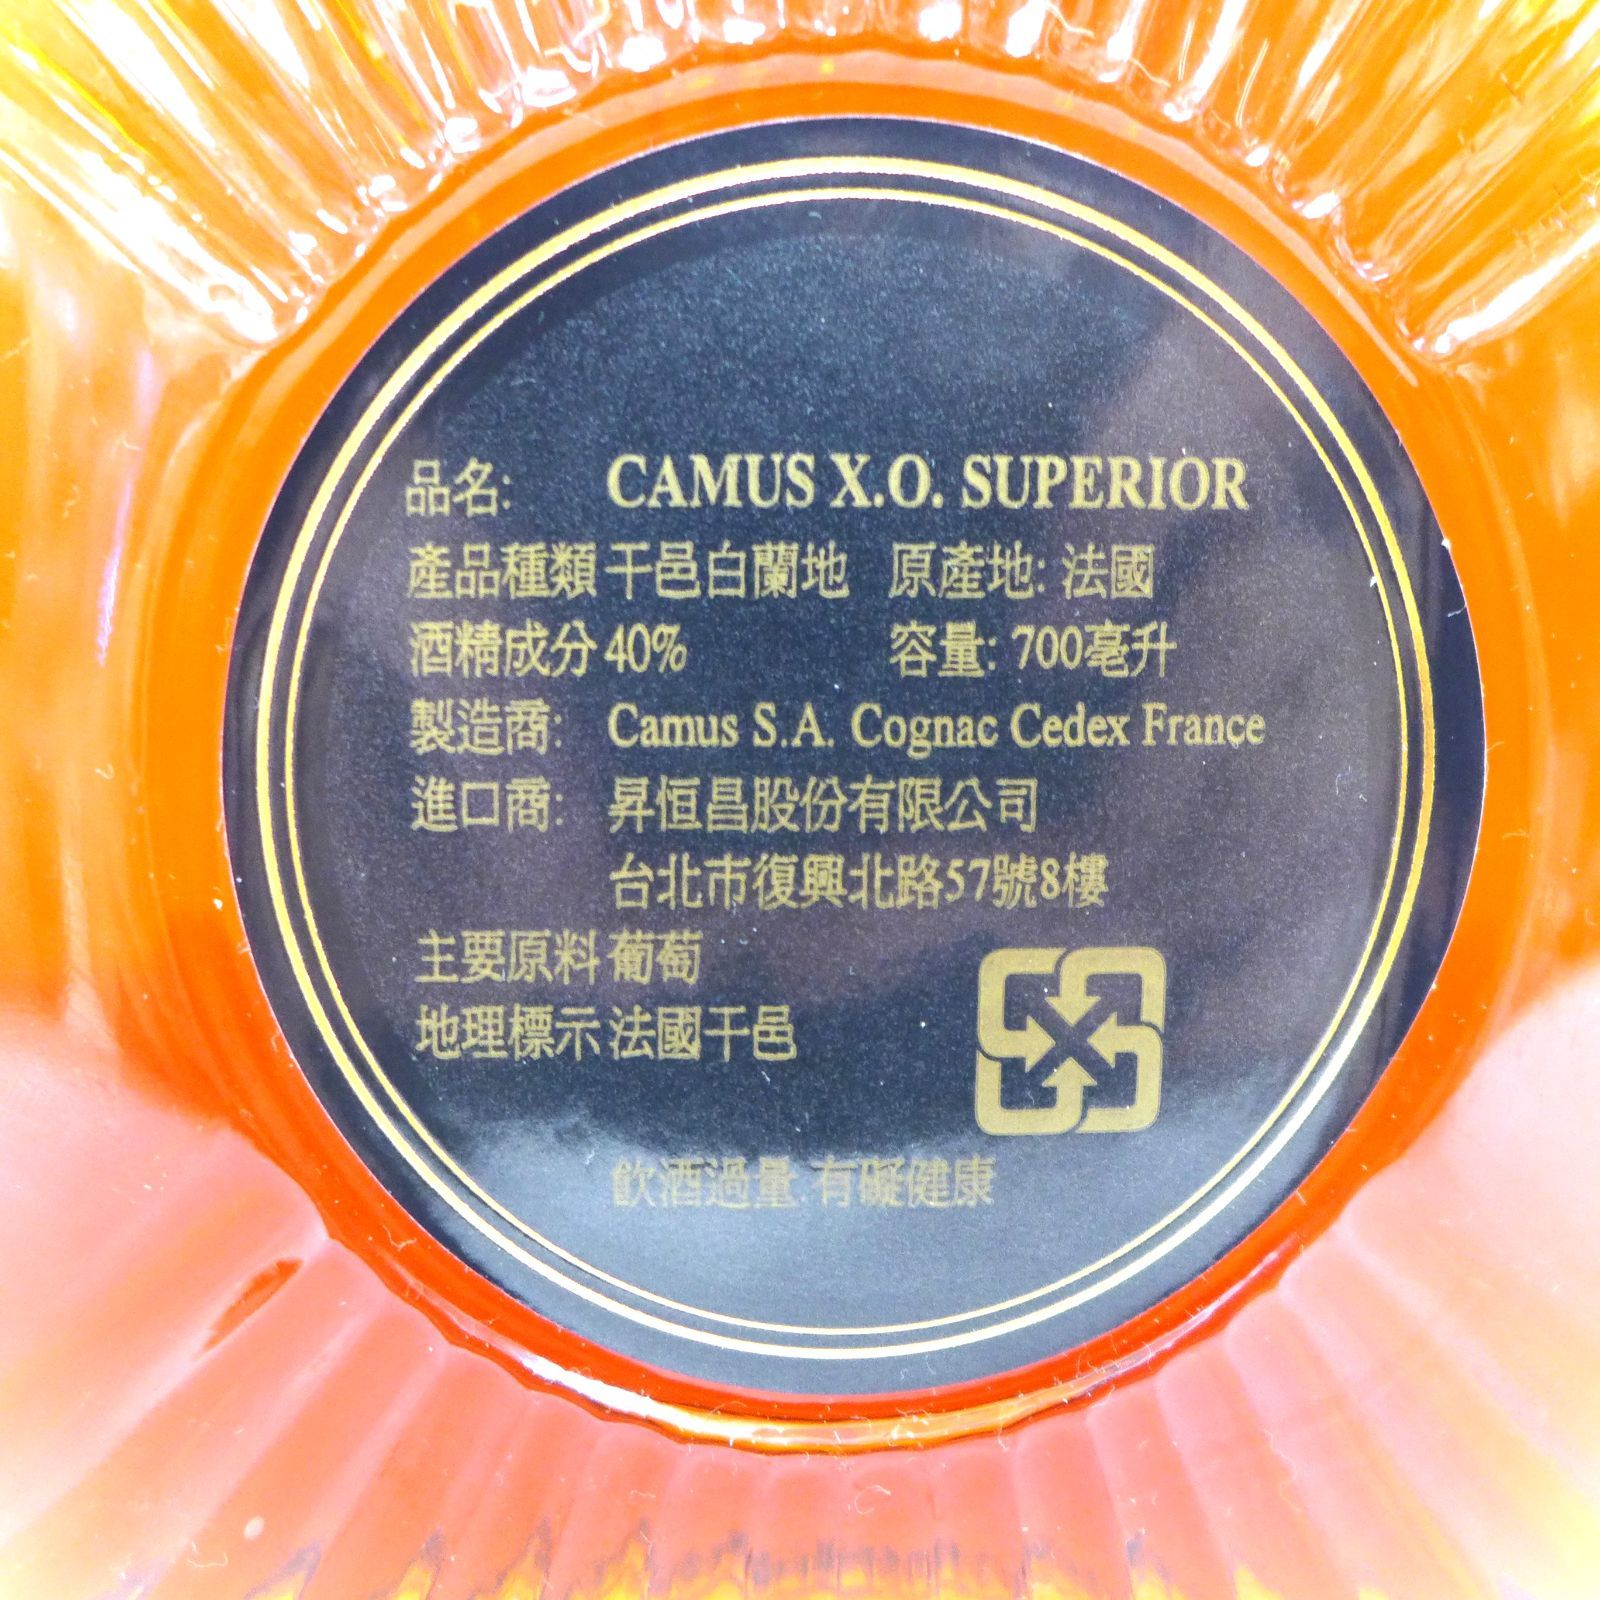 品名: CAMUS X.O. SUPERIOR
產品種類 干邑白蘭地 原產地: 法國
酒精成分 40% 容量: 700毫升
製造商: Camus S.A. Cognac Cedex France
進口商: 昇恒昌股份有限公司
台北市復興北路57號8樓
主要原料 葡萄
地理標示 法國干邑
飲酒過量 有礙健康